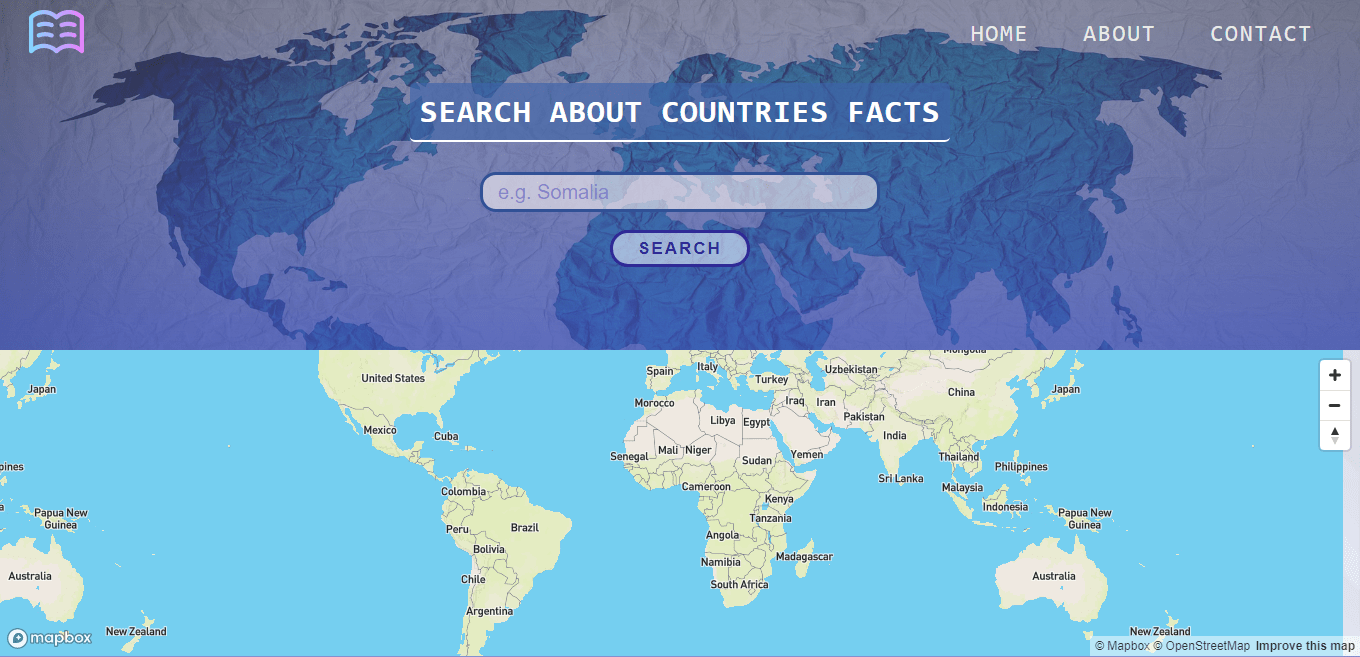 HOME ABOUT CONTACT
SEARCH ABOUT COUNTRIES FACTS
e.g. Somalia
SEARCH
Mongolia
Spain
Italy
Uzbekistan
Turkey
United States
Japan
Japan
China
Morocco
Iraq
Iran
Pakistan
Libya
Egypt
Mexico
Cuba
India
Mali
Niger
Senegal
Sudan
Yemen
Thailand
Philippines
Sri Lanka
Malaysia
pines
Colombia
Cameroon
Kenya
Indonesia
Papua New
Guinea
Papua New
Guinea
Tanzania
Peru
Brazil
Angola
Bolivia
Madagascar
Namibia
Chile
South Africa
Australia
Australia
Argentina
New Zealand
New Zealand
mapbox
© Mapbox © OpenStreetMap Improve this map